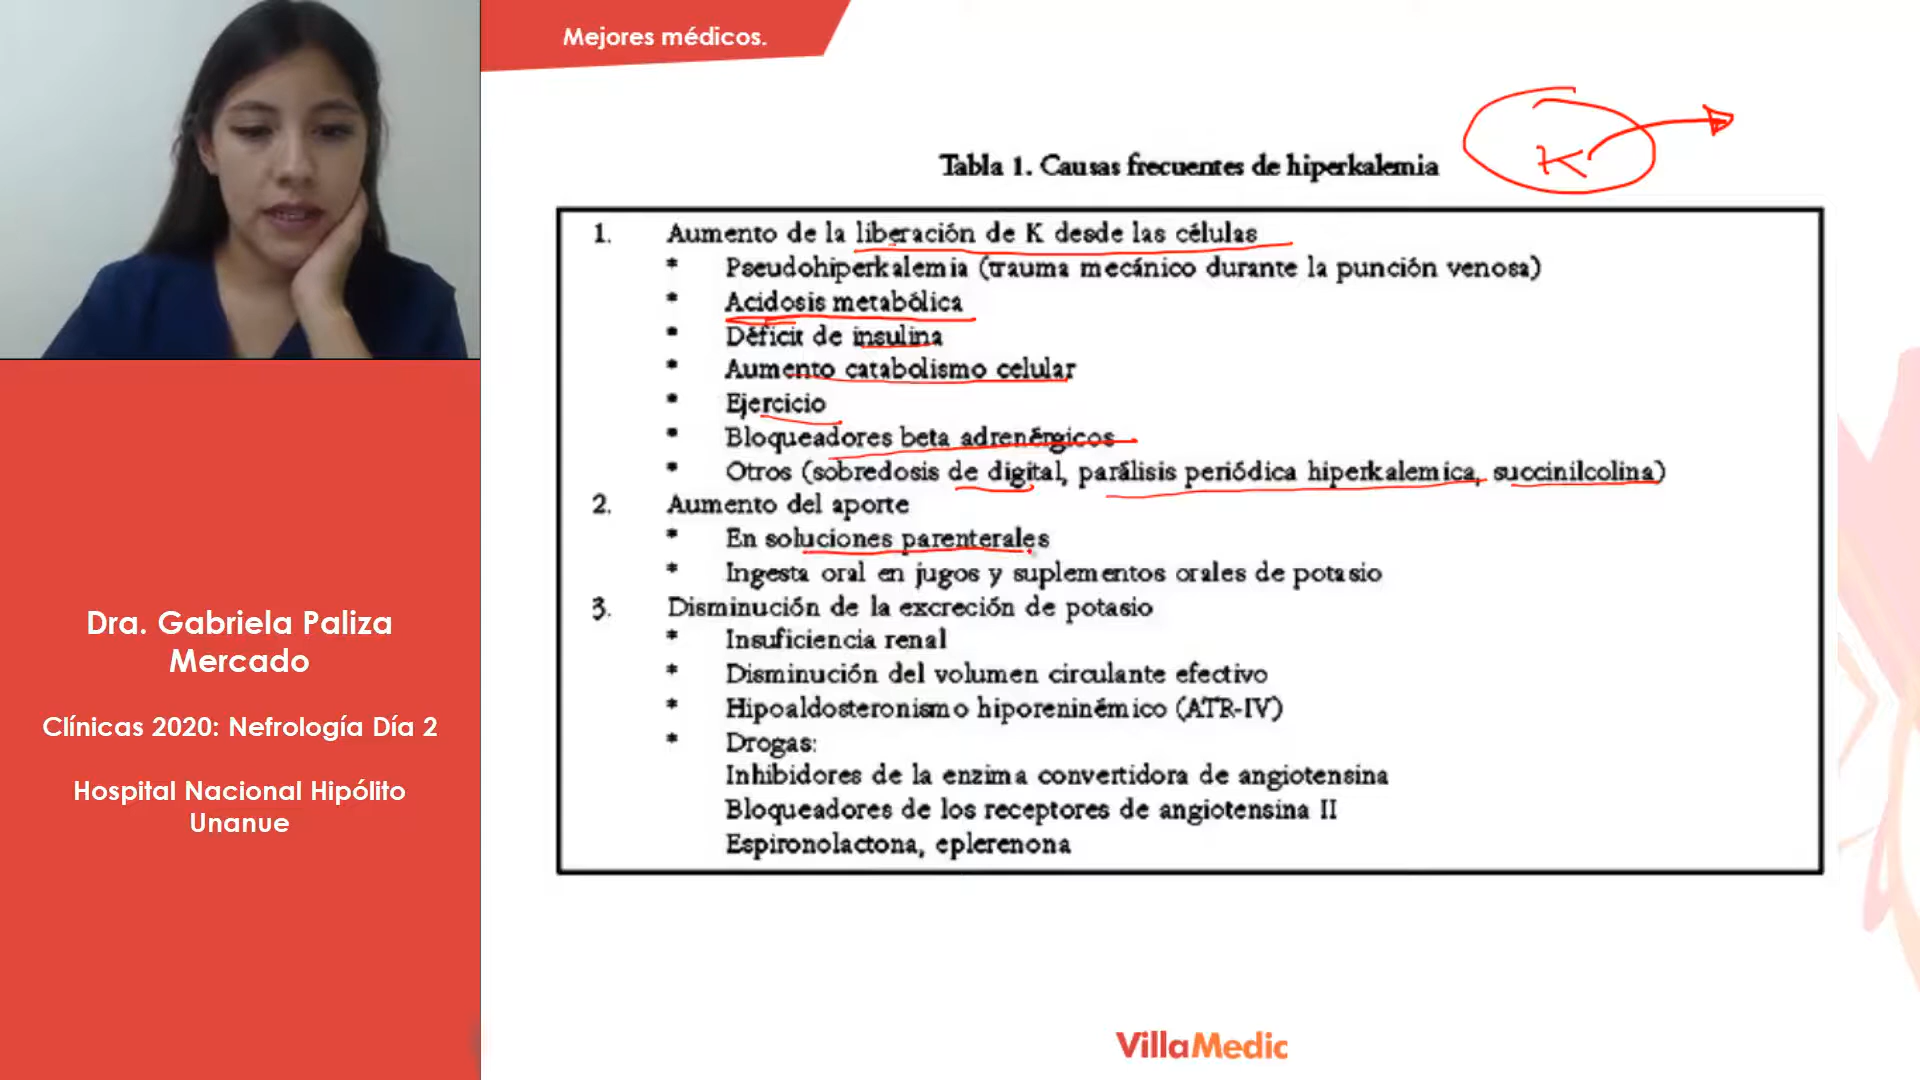 Mejores médicos.
K
Tabla 1. Causas frecuentes de hiperkalemia
1. Aumento de la liberación de K desde las células
* Pseudohiperkalemia (trauma mecánico durante la punción venosa)
* Acidosis metabólica
* Déficit de insulina
* Aumento catabolismo celular
* Ejercicio
* Bloqueadores beta adrenérgicos
* Otros (sobredosis de digital, parálisis periódica hiperkalemica, succinilcolina)
2. Aumento del aporte
* En soluciones parenterales
* Ingesta oral en jugos y suplementos orales de potasio
3. Disminución de la excreción de potasio
* Insuficiencia renal
* Disminución del volumen circulante efectivo
* Hipoaldosteronismo hiporeninémico (ATR-IV)
* Drogas:
Inhibidores de la enzima convertidora de angiotensina
Bloqueadores de los receptores de angiotensina II
Espironolactona, eplerenona
Dra. Gabriela Paliza
Mercado
Clínicas 2020: Nefrología Día 2
Hospital Nacional Hipólito
Unanue
VillaMedic